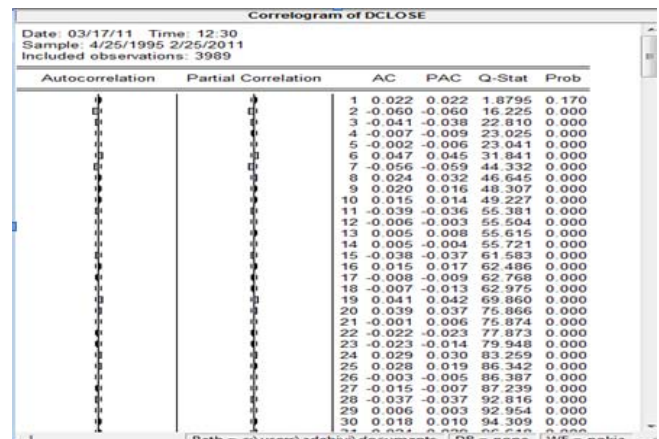 Correlogram of DCLOSE
Date: 03/17/11 Time: 12:30
Sample: 4/25/1995 2/25/2011
Included observations: 3989
Autocorrelation Partial Correlation AC PAC Q-Stat Prob
1 0.022 0.022 1.8795 0.170
2 -0.060 -0.060 16.225 0.000
3 -0.041 -0.038 22.810 0.000
4 -0.007 -0.009 23.025 0.000
5 -0.002 -0.006 23.041 0.000
6 0.047 0.045 31.841 0.000
7 -0.056 -0.059 44.332 0.000
8 0.024 0.032 46.645 0.000
9 0.020 0.016 48.307 0.000
10 0.015 0.014 49.227 0.000
11 -0.039 -0.036 55.381 0.000
12 -0.006 -0.003 55.504 0.000
13 0.005 0.008 55.615 0.000
14 0.005 -0.004 55.721 0.000
15 -0.038 -0.037 61.583 0.000
16 0.015 0.017 62.486 0.000
17 -0.008 -0.009 62.768 0.000
18 -0.007 -0.013 62.975 0.000
19 0.041 0.042 69.860 0.000
20 0.039 0.037 75.866 0.000
21 -0.001 0.006 75.874 0.000
22 -0.022 -0.023 77.873 0.000
23 -0.023 -0.014 79.948 0.000
24 0.029 0.030 83.259 0.000
25 0.028 0.019 86.342 0.000
26 -0.003 -0.005 86.387 0.000
27 -0.015 -0.007 87.239 0.000
28 -0.037 -0.037 92.816 0.000
29 0.006 0.003 92.954 0.000
30 0.018 0.010 94.309 0.000